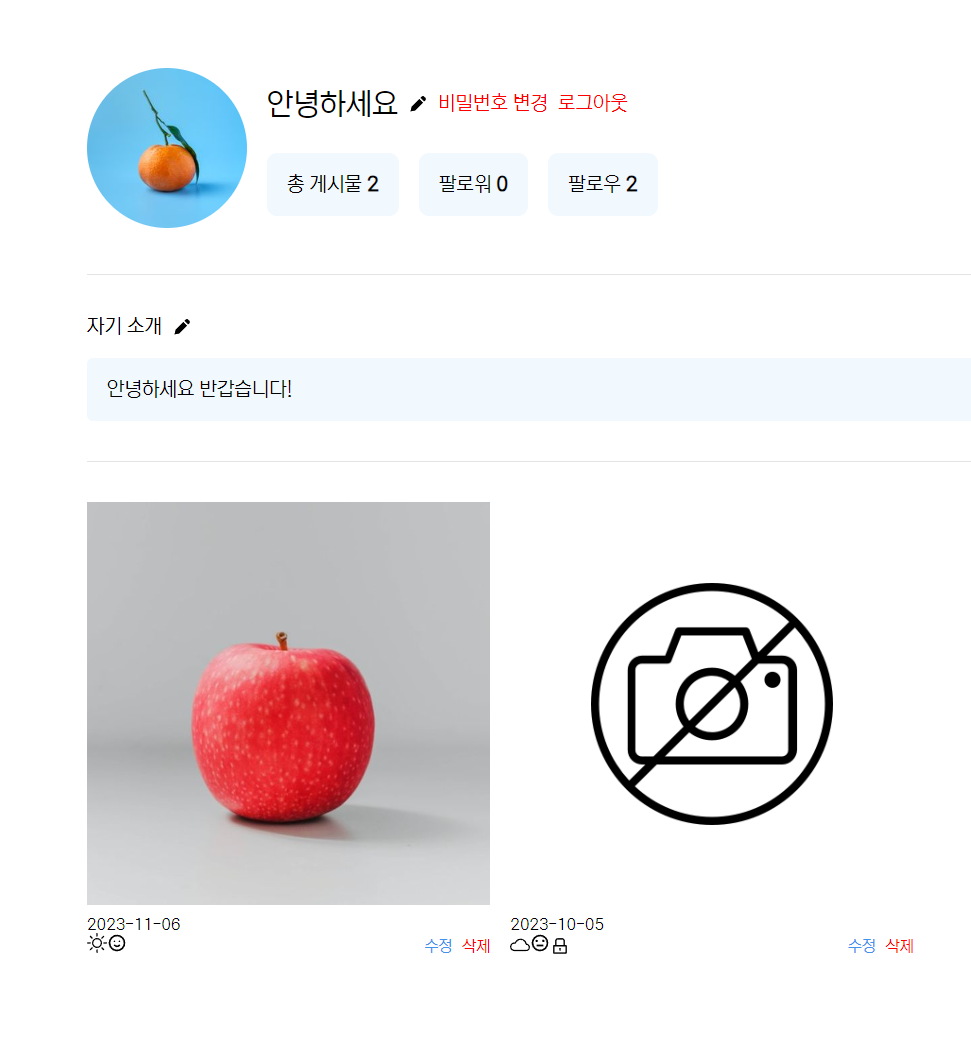 안녕하세요 비밀번호 변경 로그아웃
총 게시물 2 팔로워 0 팔로우 2
자기 소개
안녕하세요 반갑습니다!
2023-11-06
수정 삭제
2023-10-05
수정 삭제